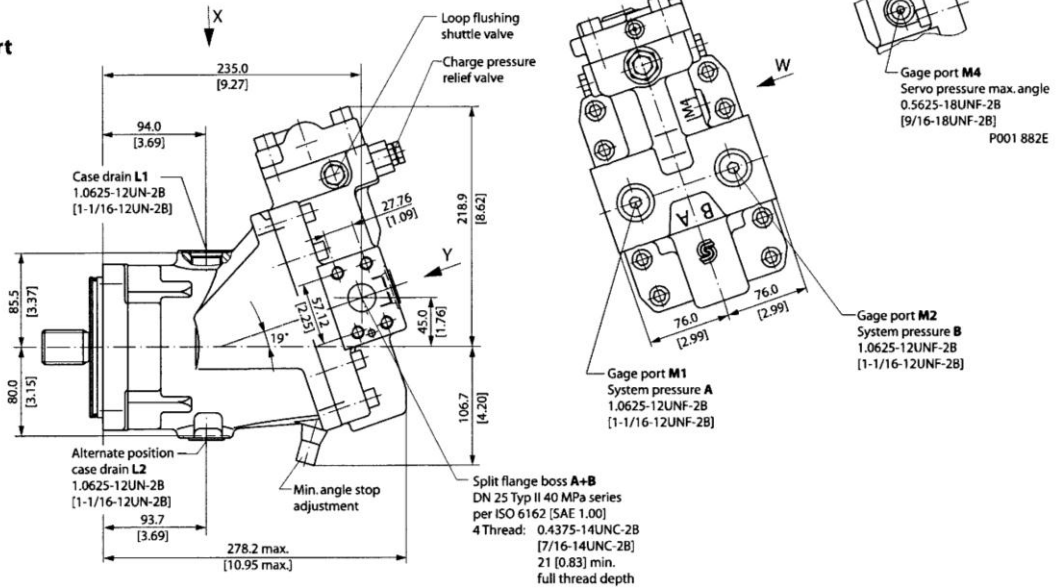 rt
X
235.0
[9.27]
94.0
[3.69]
Case drain L1
1.0625-12UN-2B
[1-1/16-12UN-2B]
Loop flushing
shuttle valve
Charge pressure
relief valve
27.76
[1.09]
218.9
[8.62]
Y
85.5
[3.37]
57.12
[2.25]
45.0
[1.76]
19°
80.0
[3.15]
106.7
[4.20]
Alternate position
case drain L2
1.0625-12UN-2B
[1-1/16-12UN-2B]
93.7
[3.69]
Min. angle stop
adjustment
278.2 max.
[10.95 max.]
Split flange boss A+B
DN 25 Typ II 40 MPa series
per ISO 6162 [SAE 1.00]
4 Thread: 0.4375-14UNC-2B
[7/16-14UNC-2B]
21 [0.83] min.
full thread depth
W
M4
B A
76.0
[2.99]
76.0
[2.99]
Gage port M1
System pressure A
1.0625-12UNF-2B
[1-1/16-12UNF-2B]
Gage port M2
System pressure B
1.0625-12UNF-2B
[1-1/16-12UNF-2B]
Gage port M4
Servo pressure max. angle
0.5625-18UNF-2B
[9/16-18UNF-2B]
P001 882E